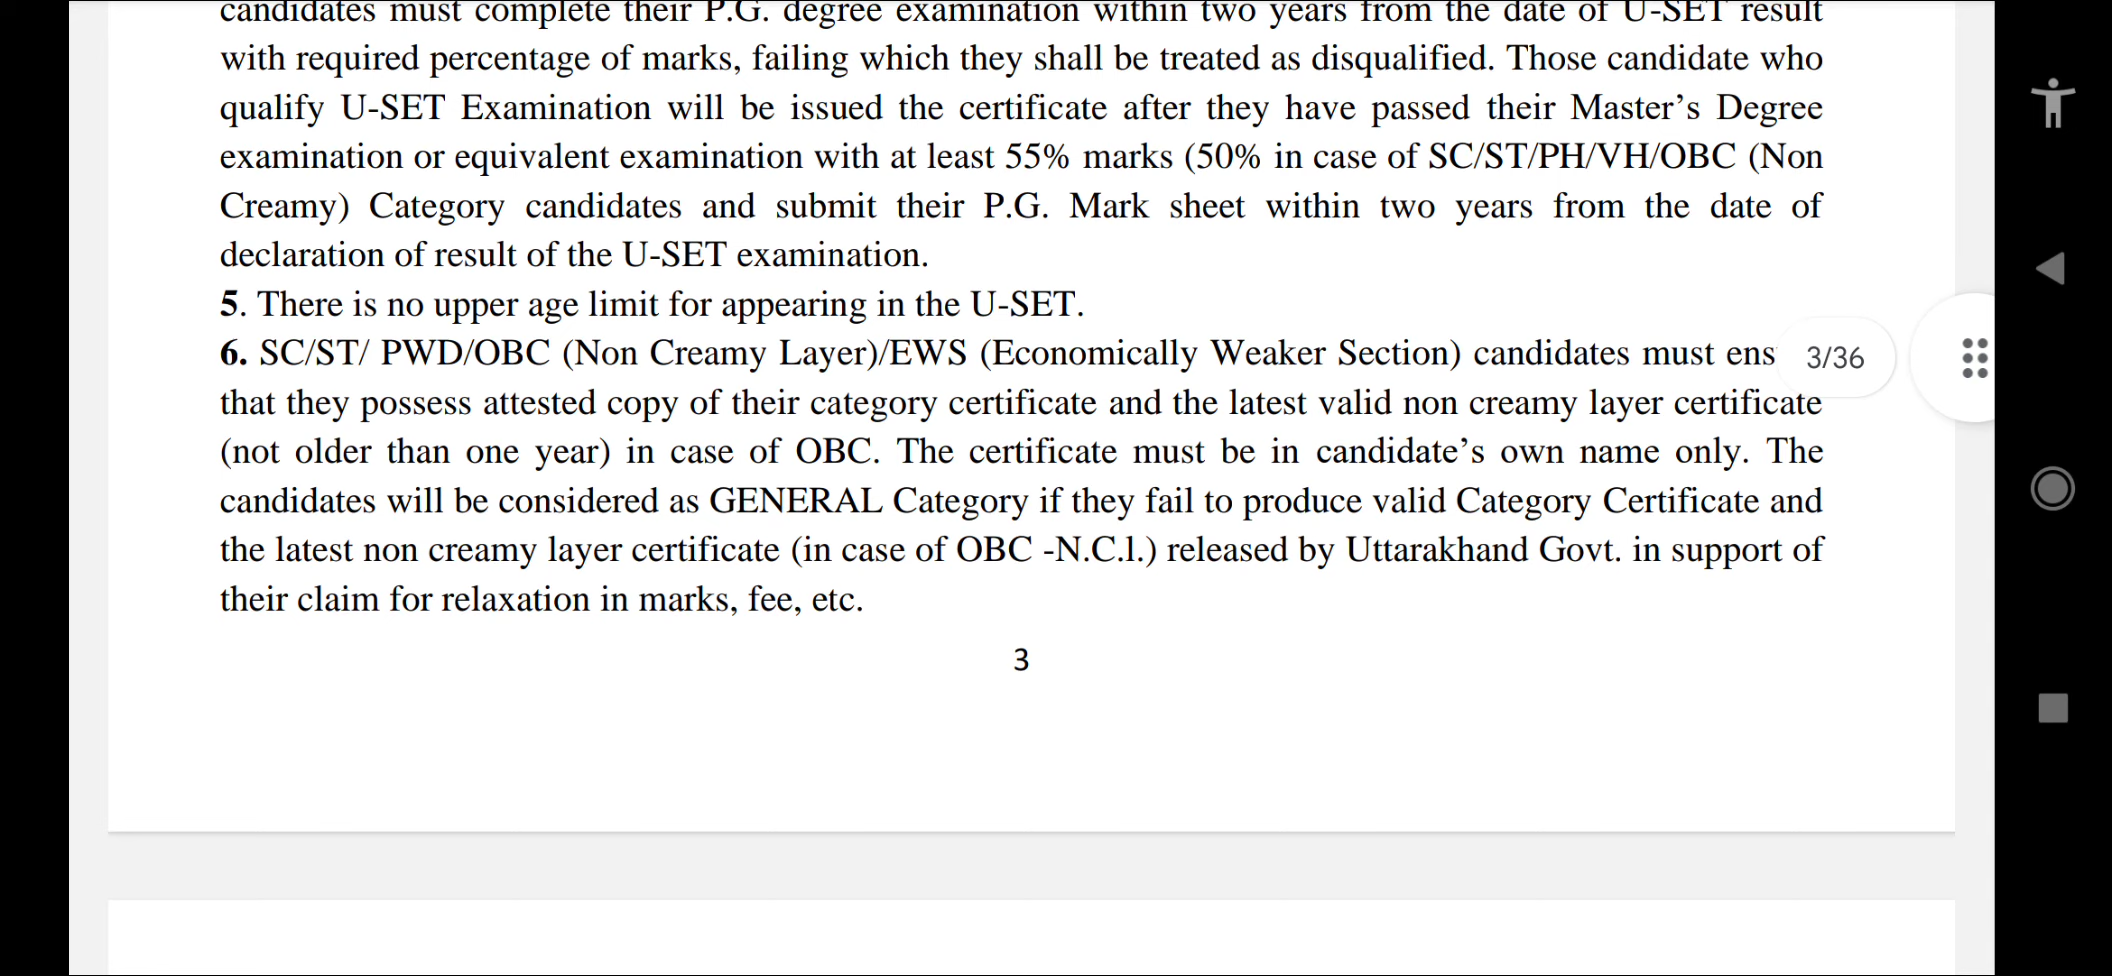 candidates must complete their P.G. degree examination within two years from the date of U-SET result
with required percentage of marks, failing which they shall be treated as disqualified. Those candidate who
qualify U-SET Examination will be issued the certificate after they have passed their Master’s Degree
examination or equivalent examination with at least 55% marks (50% in case of SC/ST/PH/VH/OBC (Non
Creamy) Category candidates and submit their P.G. Mark sheet within two years from the date of
declaration of result of the U-SET examination.
5. There is no upper age limit for appearing in the U-SET.
6. SC/ST/ PWD/OBC (Non Creamy Layer)/EWS (Economically Weaker Section) candidates must ens
3/36
that they possess attested copy of their category certificate and the latest valid non creamy layer certificate
(not older than one year) in case of OBC. The certificate must be in candidate’s own name only. The
candidates will be considered as GENERAL Category if they fail to produce valid Category Certificate and
the latest non creamy layer certificate (in case of OBC -N.C.l.) released by Uttarakhand Govt. in support of
their claim for relaxation in marks, fee, etc.
3